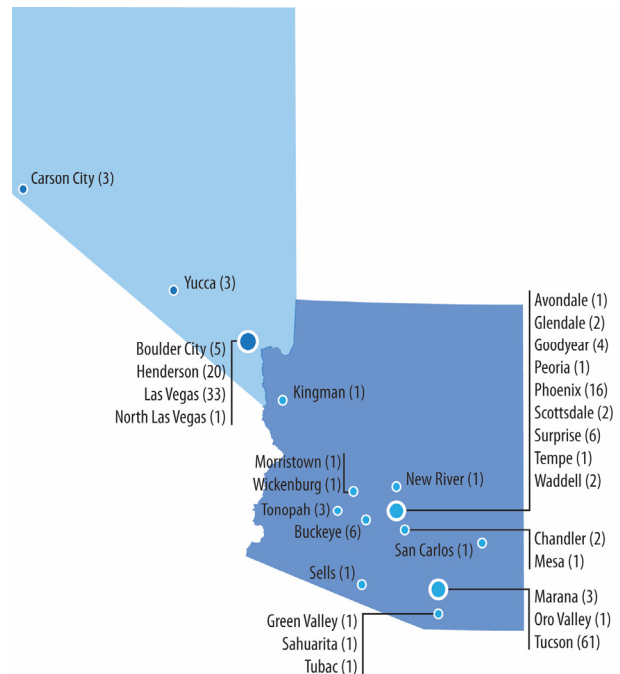 Carson City (3)
Yucca (3)
Boulder City (5)
Henderson (20)
Las Vegas (33)
North Las Vegas (1)
Kingman (1)
Avondale (1)
Glendale (2)
Goodyear (4)
Peoria (1)
Phoenix (16)
Scottsdale (2)
Surprise (6)
Tempe (1)
Waddell (2)
Morristown (1)
Wickenburg (1)
New River (1)
Tonopah (3)
Buckeye (6)
San Carlos (1)
Chandler (2)
Mesa (1)
Sells (1)
Marana (3)
Oro Valley (1)
Tucson (61)
Green Valley (1)
Sahuarita (1)
Tubac (1)